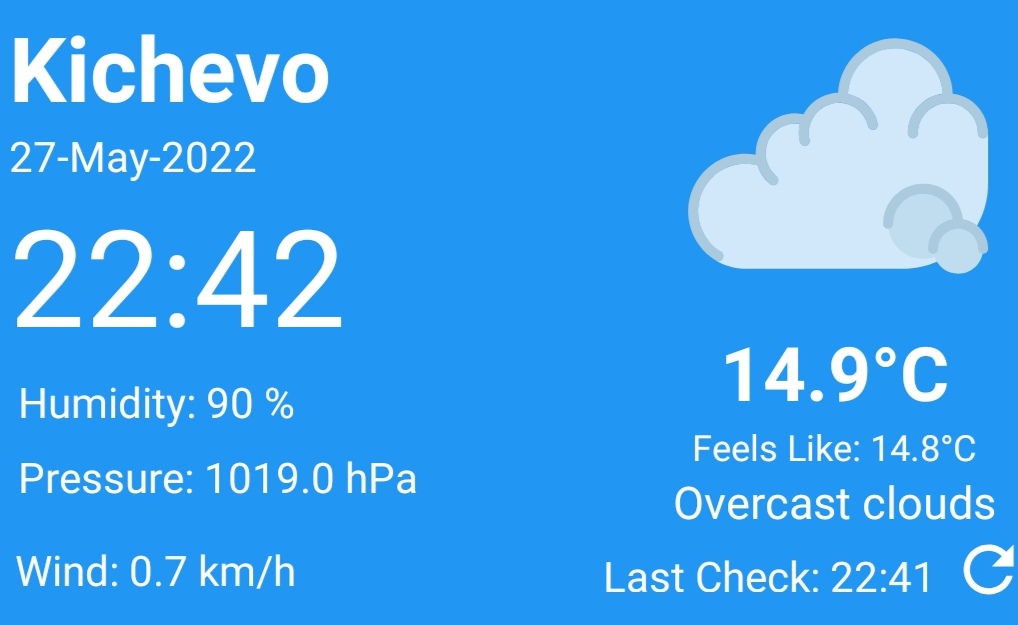 Kichevo
27-May-2022
22:42
Humidity: 90 %
Pressure: 1019.0 hPa
Wind: 0.7 km/h
14.9°C
Feels Like: 14.8°C
Overcast clouds
Last Check: 22:41